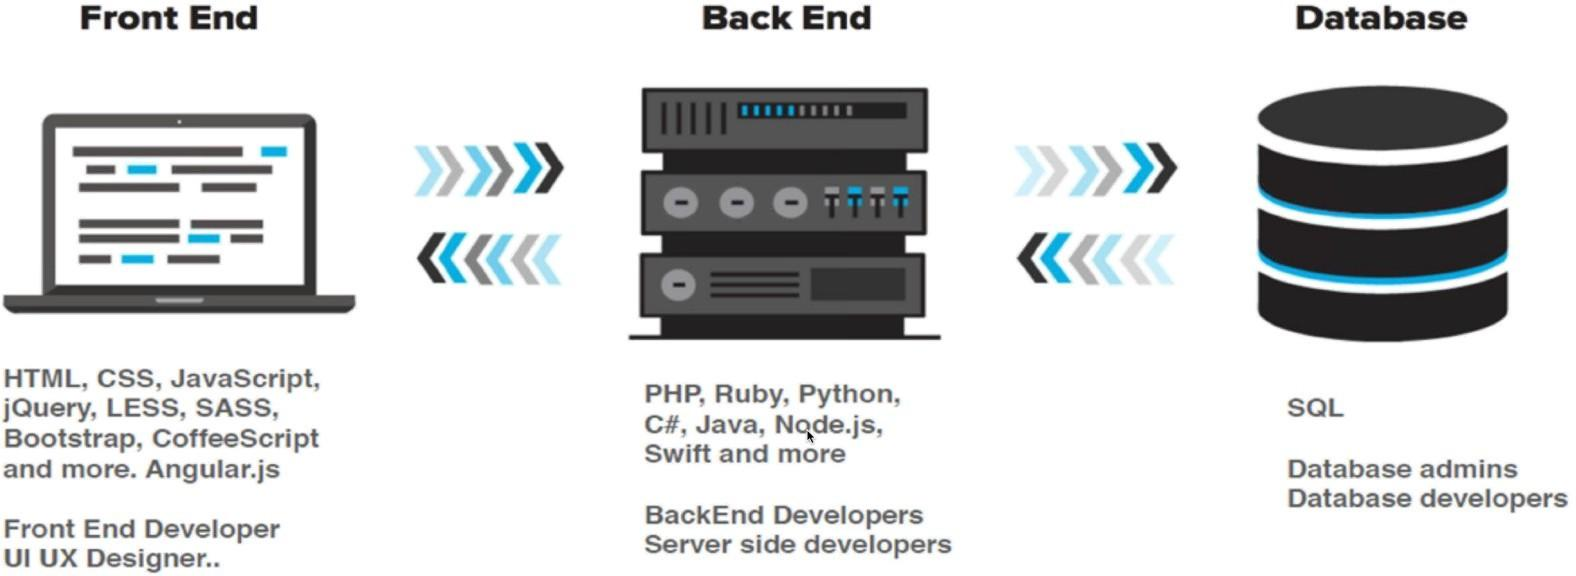 Front End
HTML, CSS, JavaScript,
jQuery, LESS, SASS,
Bootstrap, CoffeeScript
and more. Angular.js
Front End Developer
UI UX Designer..
Back End
PHP, Ruby, Python,
C#, Java, Node.js,
Swift and more
BackEnd Developers
Server side developers
Database
SQL
Database admins
Database developers